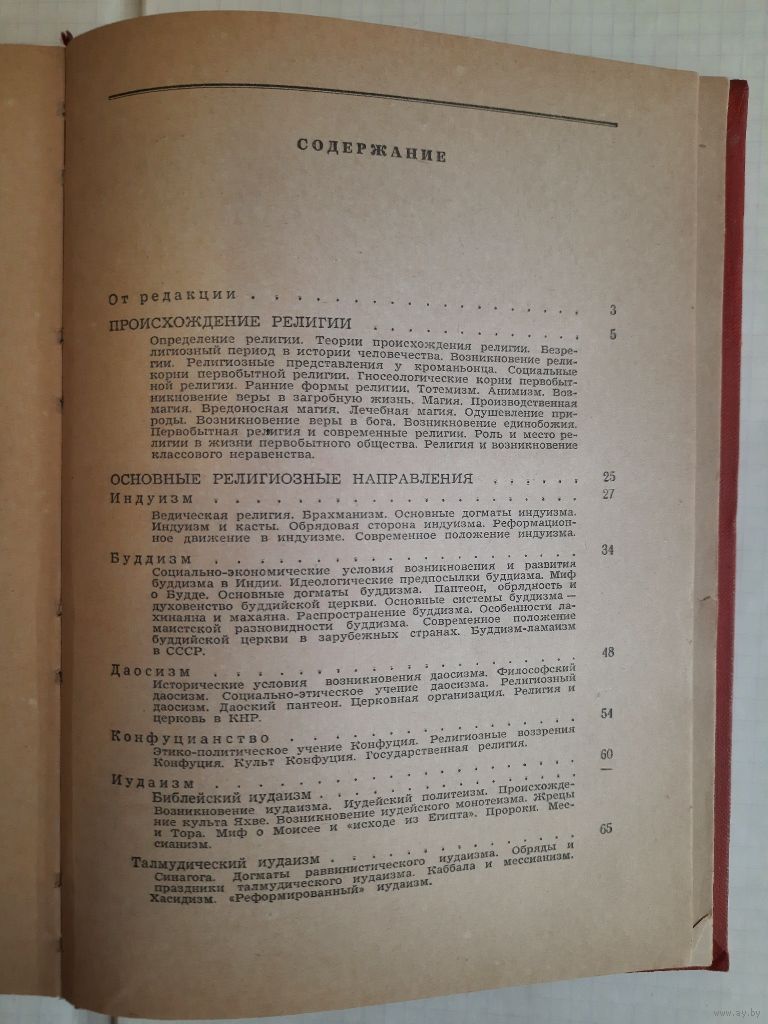 СОДЕРЖАНИЕ
От редакции . . . . . . . . . . . . . . . . . . 3
ПРОИСХОЖДЕНИЕ РЕЛИГИИ . . . . . . . . . . . . 5
Определение религии. Теории происхождения религии. Безре-
лигиозный период в истории человечества. Возникновение рели-
гии. Религиозные представления у кроманьонца. Социальные
корни первобытной религии. Гносеологические корни первобыт-
ной религии. Ранние формы религии. Тотемизм. Анимизм. Воз-
никновение веры в загробную жизнь. Магия. Производственная
магия. Вредоносная магия. Лечебная магия. Одушевление при-
роды. Возникновение веры в бога. Возникновение единобожия.
Первобытная религия и современные религии. Роль и место ре-
лигии в жизни первобытного общества. Религия и возникновение
классового неравенства.
ОСНОВНЫЕ РЕЛИГИОЗНЫЕ НАПРАВЛЕНИЯ . . . . . . 25
Индуизм . . . . . . . . . . . . . . . . . . . . 27
Ведическая религия. Брахманизм. Основные догматы индуизма.
Индуизм и касты. Обрядовая сторона индуизма. Реформацион-
ное движение в индуизме. Современное положение индуизма.
Буддизм . . . . . . . . . . . . . . . . . . . . 34
Социально-экономические условия возникновения и развития
буддизма в Индии. Идеологические предпосылки буддизма. Миф
о Будде. Основные догматы буддизма. Пантеон, обрядность и
духовенство буддийской церкви. Основные системы буддизма —
хинаяна и махаяна. Распространение буддизма. Особенности ла-
маистской разновидности буддизма. Современное положение
буддийской церкви в зарубежных странах. Буддизм-ламаизм
в СССР.
Даосизм . . . . . . . . . . . . . . . . . . . . 48
Исторические условия возникновения даосизма. Философский
даосизм. Социально-этическое учение даосизма. Религиозный
даосизм. Даоский пантеон. Церковная организация. Религия и
церковь в КНР.
Конфуцианство . . . . . . . . . . . . . . . . . 54
Этико-политическое учение Конфуция. Религиозные воззрения
Конфуция. Культ Конфуция. Государственная религия.
Иудаизм . . . . . . . . . . . . . . . . . . . . 60
Библейский иудаизм . . . . . . . . . . . . . . —
Возникновение иудаизма. Иудейский политеизм. Происхожде-
ние культа Яхве. Возникновение иудейского монотеизма. Жрецы
и Тора. Миф о Моисее и «исходе из Египта». Пророки. Мес-
сианизм.
Талмудический иудаизм . . . . . . . . . . . . . 65
Синагога. Догматы раввинистического иудаизма. Обряды и
праздники талмудического иудаизма. Каббала и мессианизм.
Хасидизм. «Реформированный» иудаизм.
www.ay.by